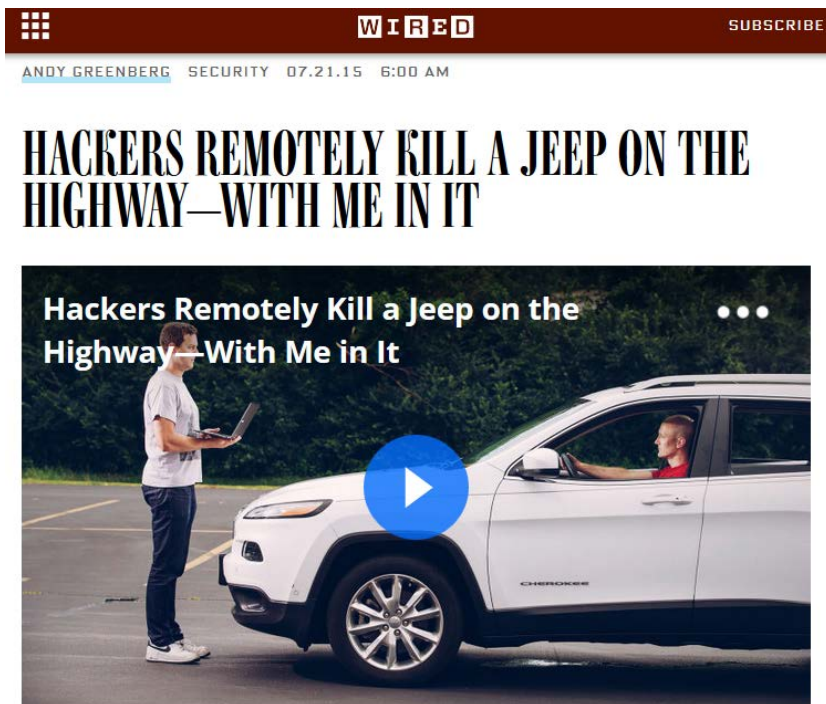 WIRED
SUBSCRIBE
ANDY GREENBERG SECURITY 07.21.15 6:00 AM
HACKERS REMOTELY KILL A JEEP ON THE
HIGHWAY—WITH ME IN IT
Hackers Remotely Kill a Jeep on the
Highway—With Me in It
CHEROKEE